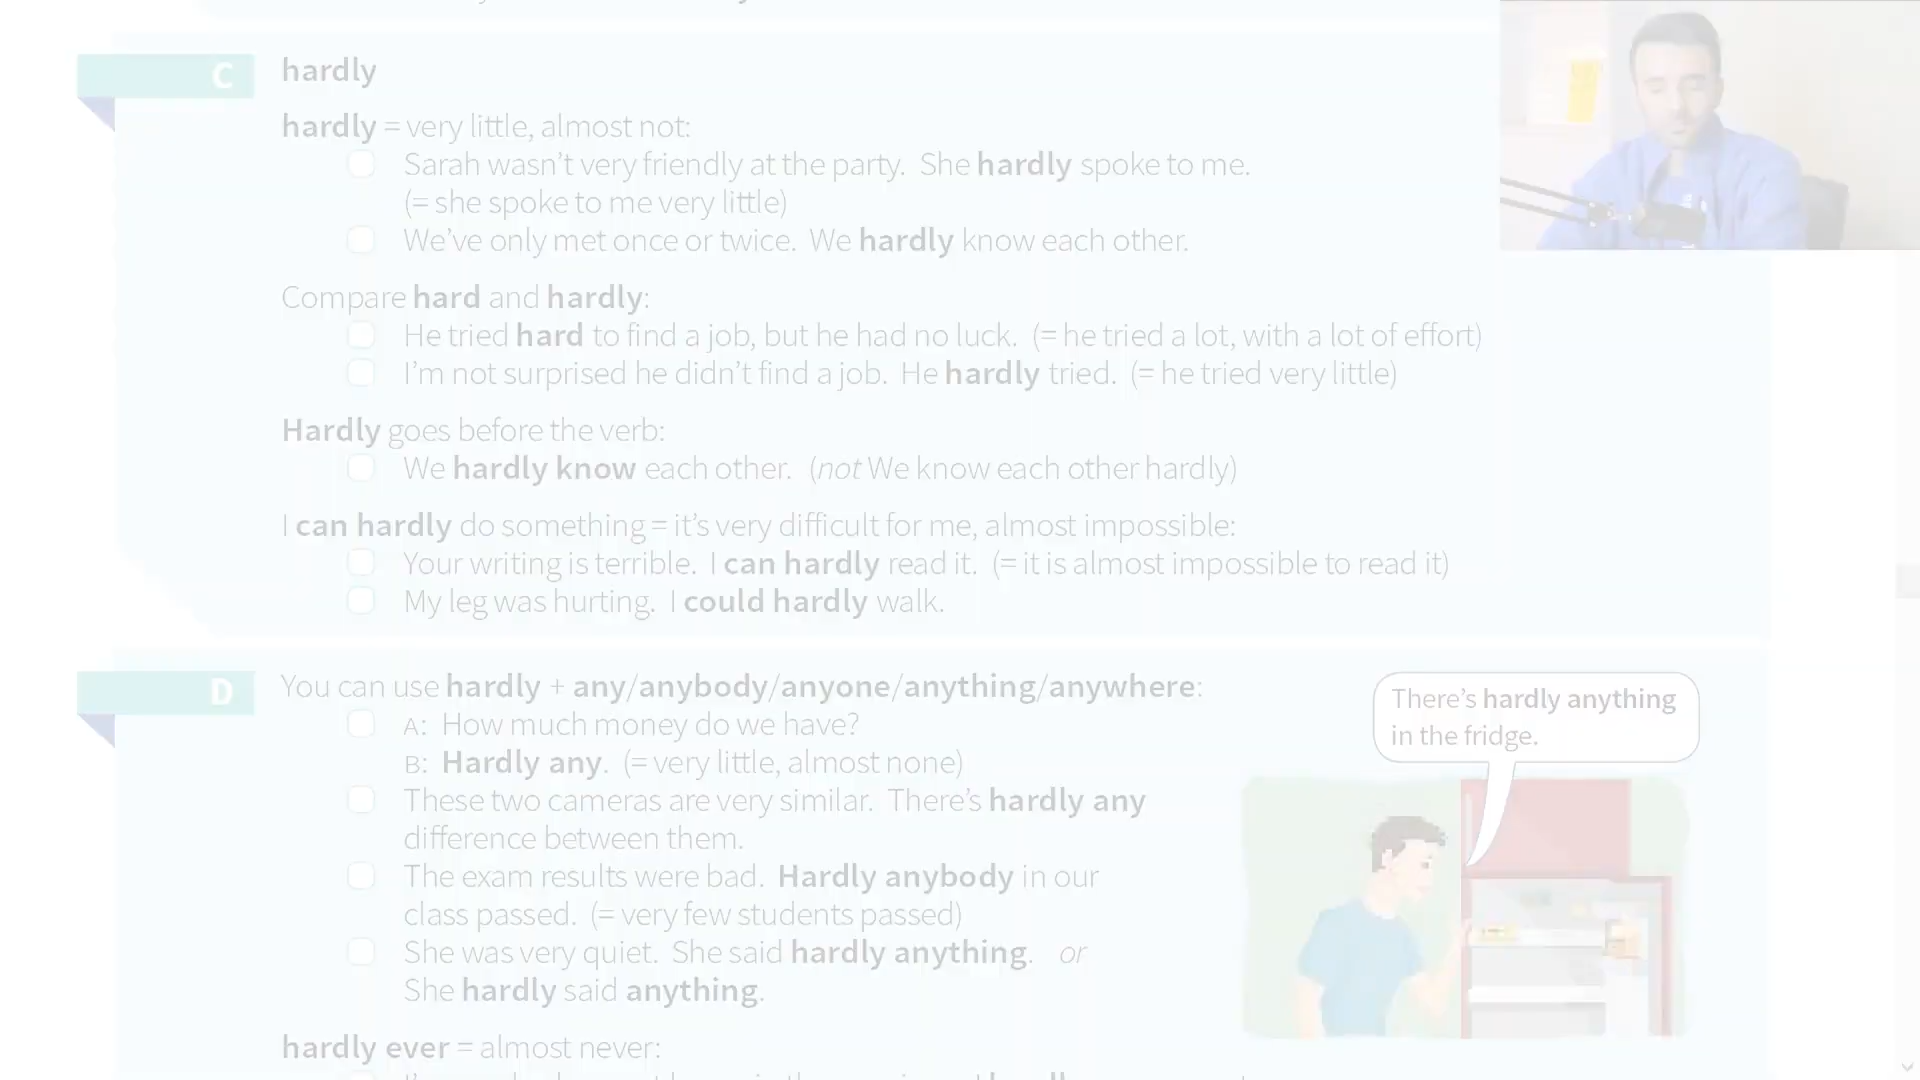 C
hardly
hardly = very little, almost not:
Sarah wasn't very friendly at the party. She hardly spoke to me.
(= she spoke to me very little)
We've only met once or twice. We hardly know each other.
Compare hard and hardly:
He tried hard to find a job, but he had no luck. (= he tried a lot, with a lot of effort)
I'm not surprised he didn't find a job. He hardly tried. (= he tried very little)
Hardly goes before the verb:
We hardly know each other. (not We know each other hardly)
I can hardly do something = it's very difficult for me, almost impossible:
Your writing is terrible. I can hardly read it. (= it is almost impossible to read it)
My leg was hurting. I could hardly walk.
D
You can use hardly + any/anybody/anyone/anything/anywhere:
A: How much money do we have?
B: Hardly any. (= very little, almost none)
These two cameras are very similar. There's hardly any
difference between them.
The exam results were bad. Hardly anybody in our
class passed. (= very few students passed)
She was very quiet. She said hardly anything. or
She hardly said anything.
There's hardly anything
in the fridge.
hardly ever = almost never: